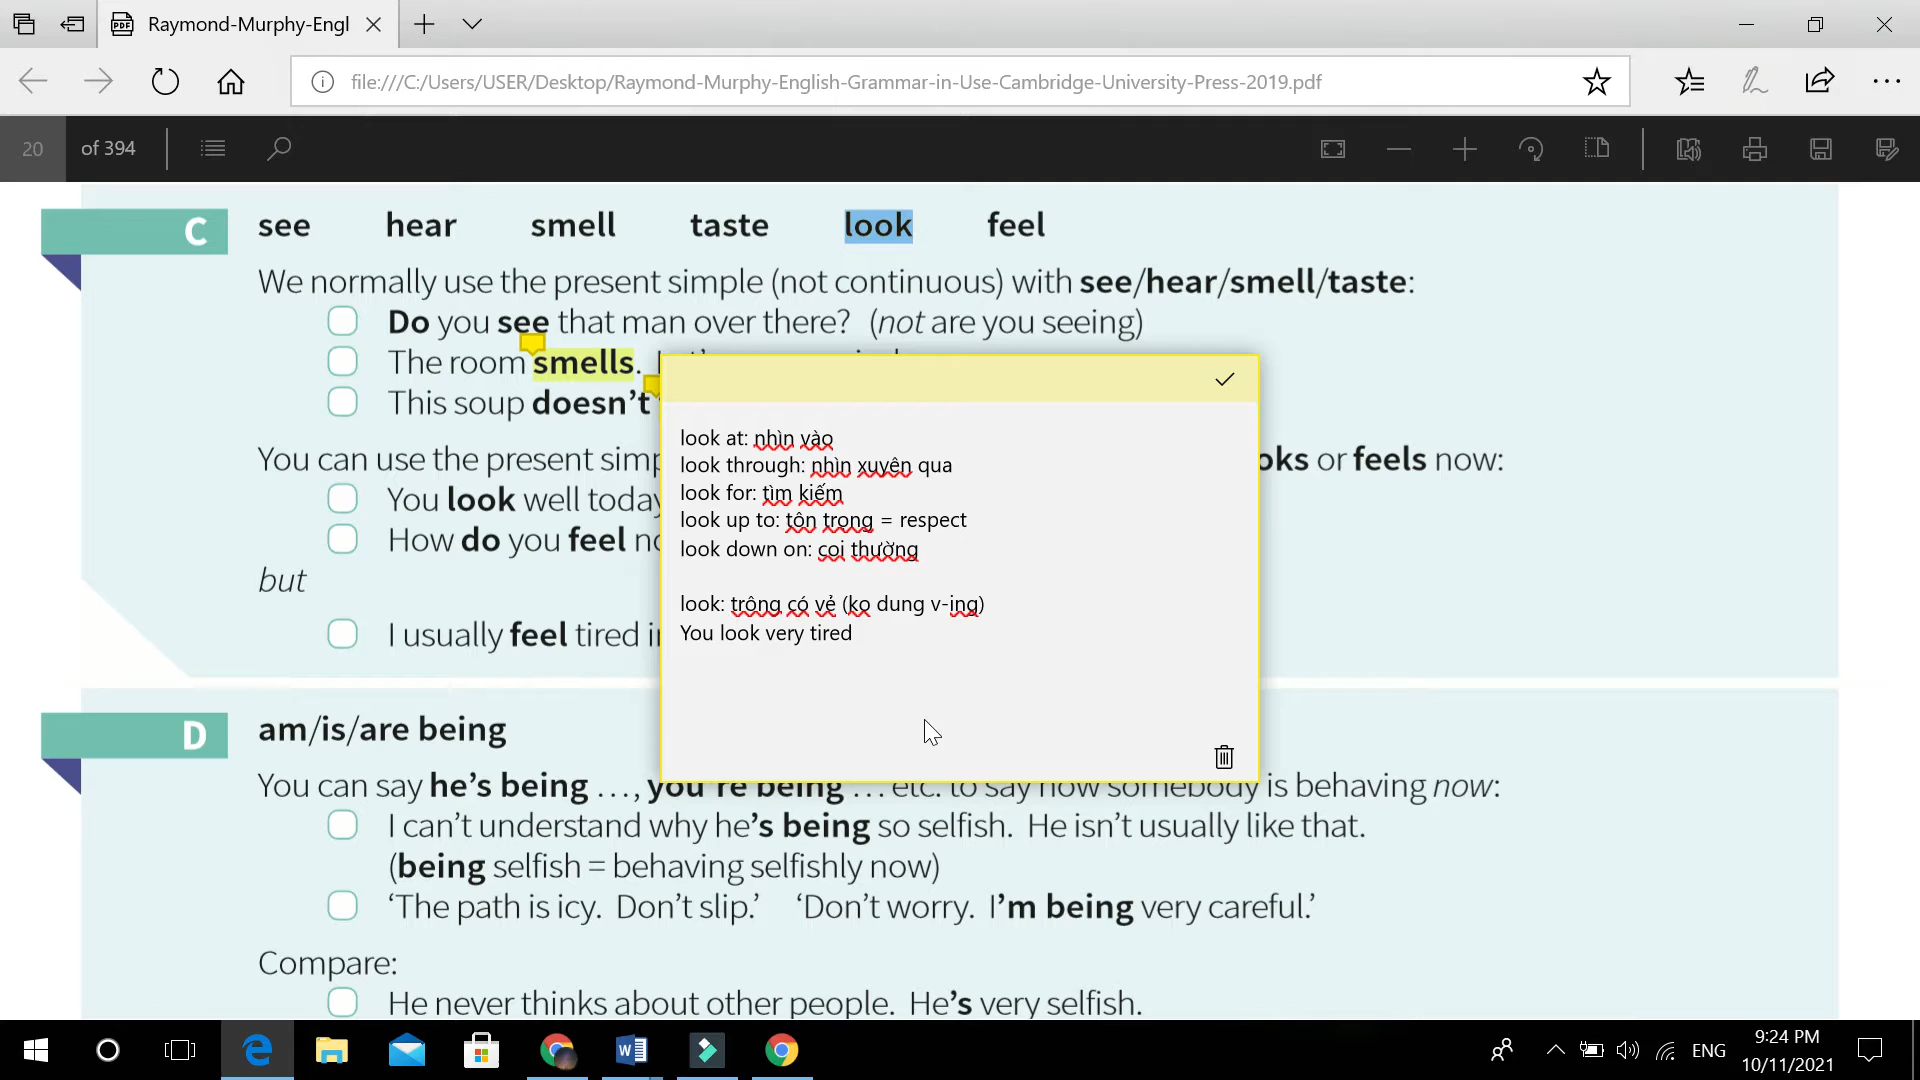 Raymond-Murphy-Engl
file:///C:/Users/USER/Desktop/Raymond-Murphy-English-Grammar-in-Use-Cambridge-University-Press-2019.pdf
20 of 394
C see hear smell taste look feel
We normally use the present simple (not continuous) with see/hear/smell/taste:
Do you see that man over there? (not are you seeing)
The room smells.
This soup doesn't
You can use the present oks or feels now:
You look well today
How do you feel
but
I usually feel tired
look at: nhìn vào
look through: nhìn xuyên qua
look for: tìm kiếm
look up to: tôn trọng = respect
look down on: coi thường
look: trông có vẻ (ko dung v-ing)
You look very tired
D am/is/are being
You can say he's being …, you're being … etc. to say how somebody is behaving now:
I can't understand why he's being so selfish. He isn't usually like that.
(being selfish = behaving selfishly now)
'The path is icy. Don't slip.' 'Don't worry. I'm being very careful.'
Compare:
He never thinks about other people. He's very selfish.
ENG
9:24 PM
10/11/2021